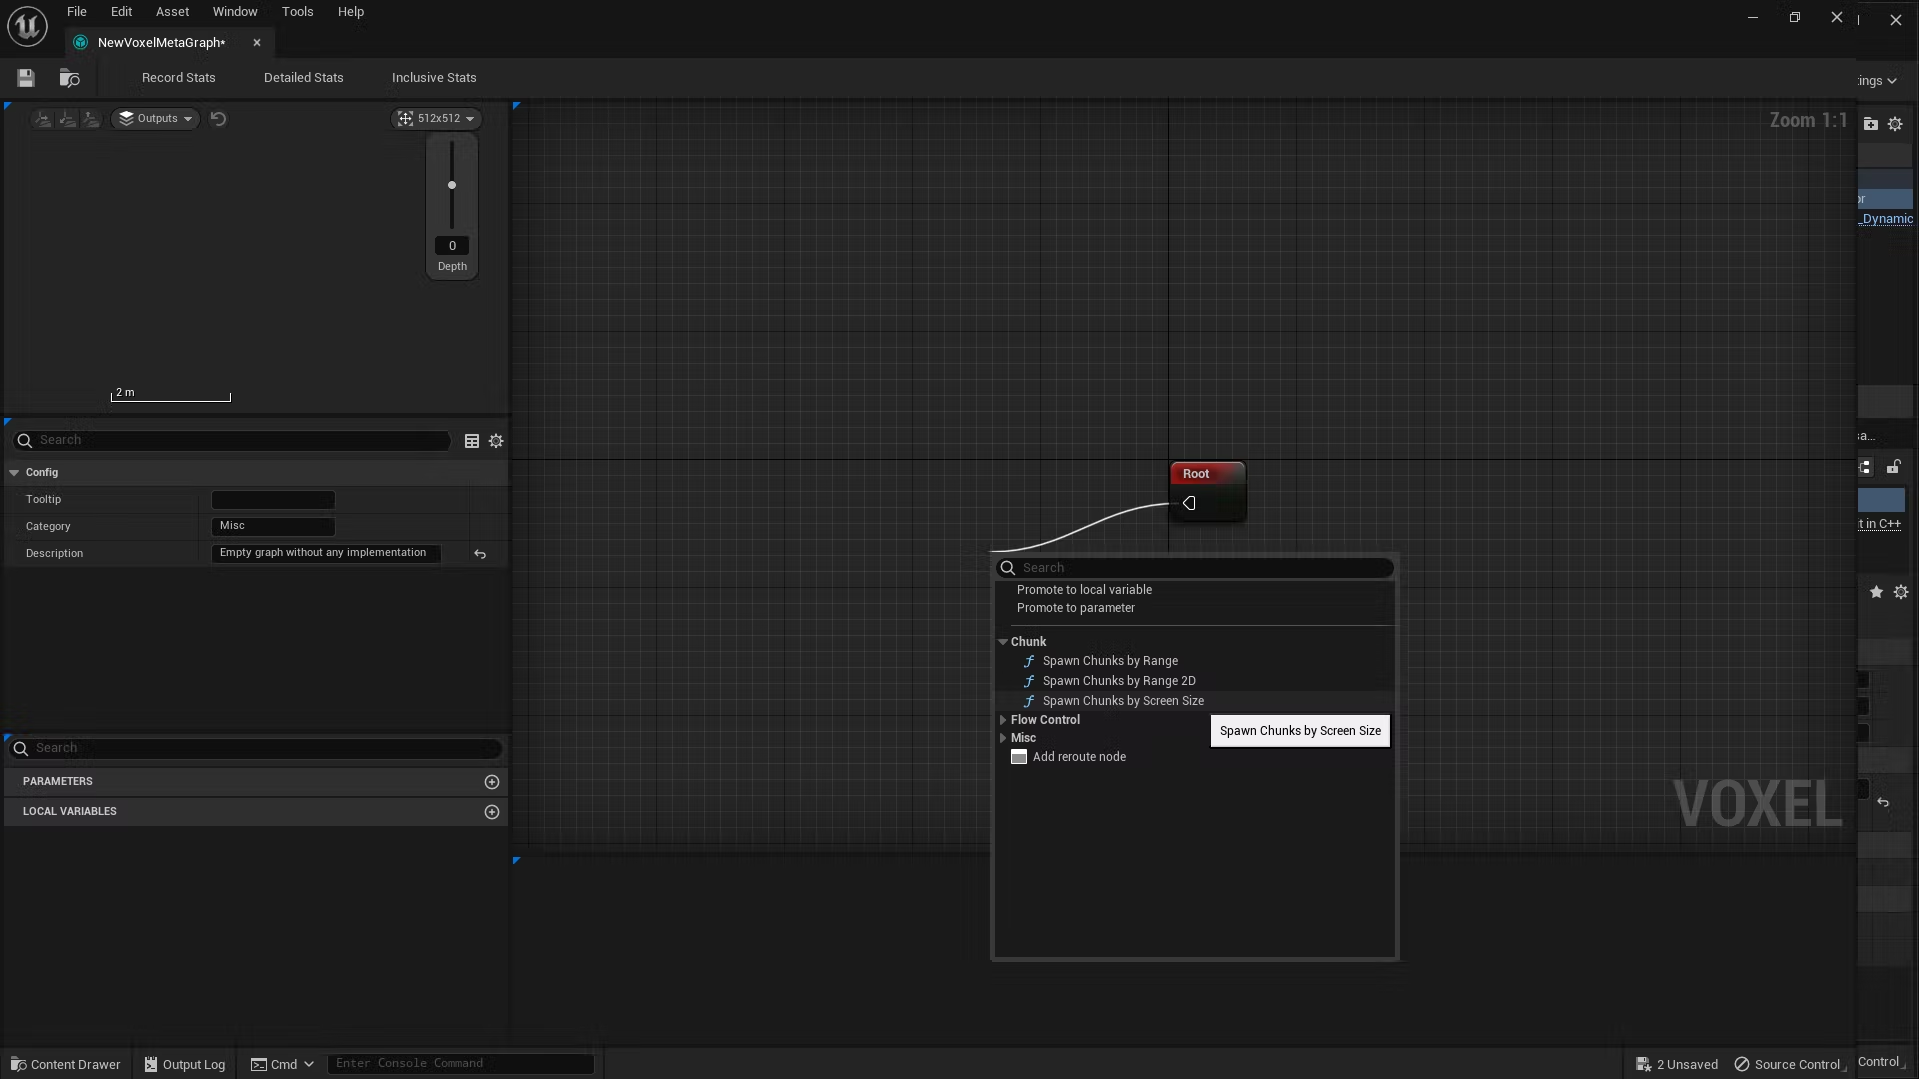 File Edit Asset Window Tools Help
NewVoxelMetaGraph*
Record Stats Detailed Stats Inclusive Stats
tings
Outputs
512x512
Zoom 1:1
or
_Dynamic
0
Depth
2 m
Search
sa...
Config
Root
Tooltip
Category Misc
t in C++
Description Empty graph without any implementation
Search
Promote to local variable
Promote to parameter
Chunk
Spawn Chunks by Range
Spawn Chunks by Range 2D
Spawn Chunks by Screen Size
Flow Control
Spawn Chunks by Screen Size
Misc
Add reroute node
Search
PARAMETERS
LOCAL VARIABLES
VOXEL
Content Drawer Output Log Cmd Enter Console Command
2 Unsaved Source Control Control